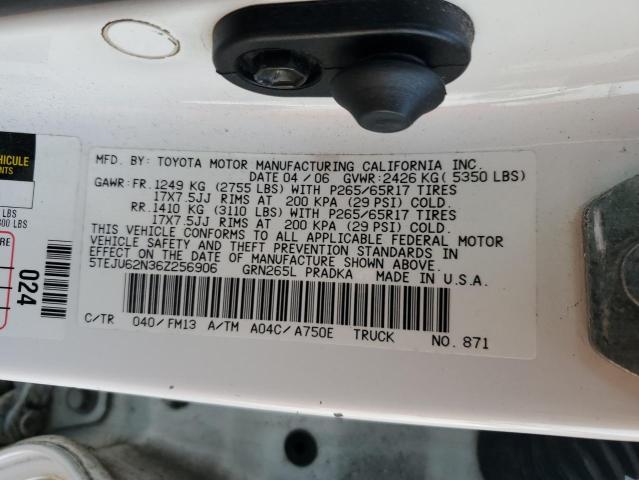 MFD. BY: TOYOTA MOTOR MANUFACTURING CALIFORNIA INC.
DATE 04 / 06 GVWR: 2426 KG ( 5350 LBS)
GAWR: FR. 1249 KG (2755 LBS) WITH P265/65R17 TIRES
17X7.5JJ RIMS AT 200 KPA (29 PSI) COLD.
RR. 1410 KG (3110 LBS) WITH P265/65R17 TIRES
17X7.5JJ RIMS AT 200 KPA (29 PSI) COLD.
THIS VEHICLE CONFORMS TO ALL APPLICABLE FEDERAL MOTOR
VEHICLE SAFETY AND THEFT PREVENTION STANDARDS IN
EFFECT ON THE DATE OF MANUFACTURE SHOWN ABOVE.
5TEJU62N36Z256906 GRN265L PRADKA MADE IN U.S.A.
C/TR 040/FM13 A/TM A04C/A750E TRUCK NO. 871
VEHICULE
LBS
024